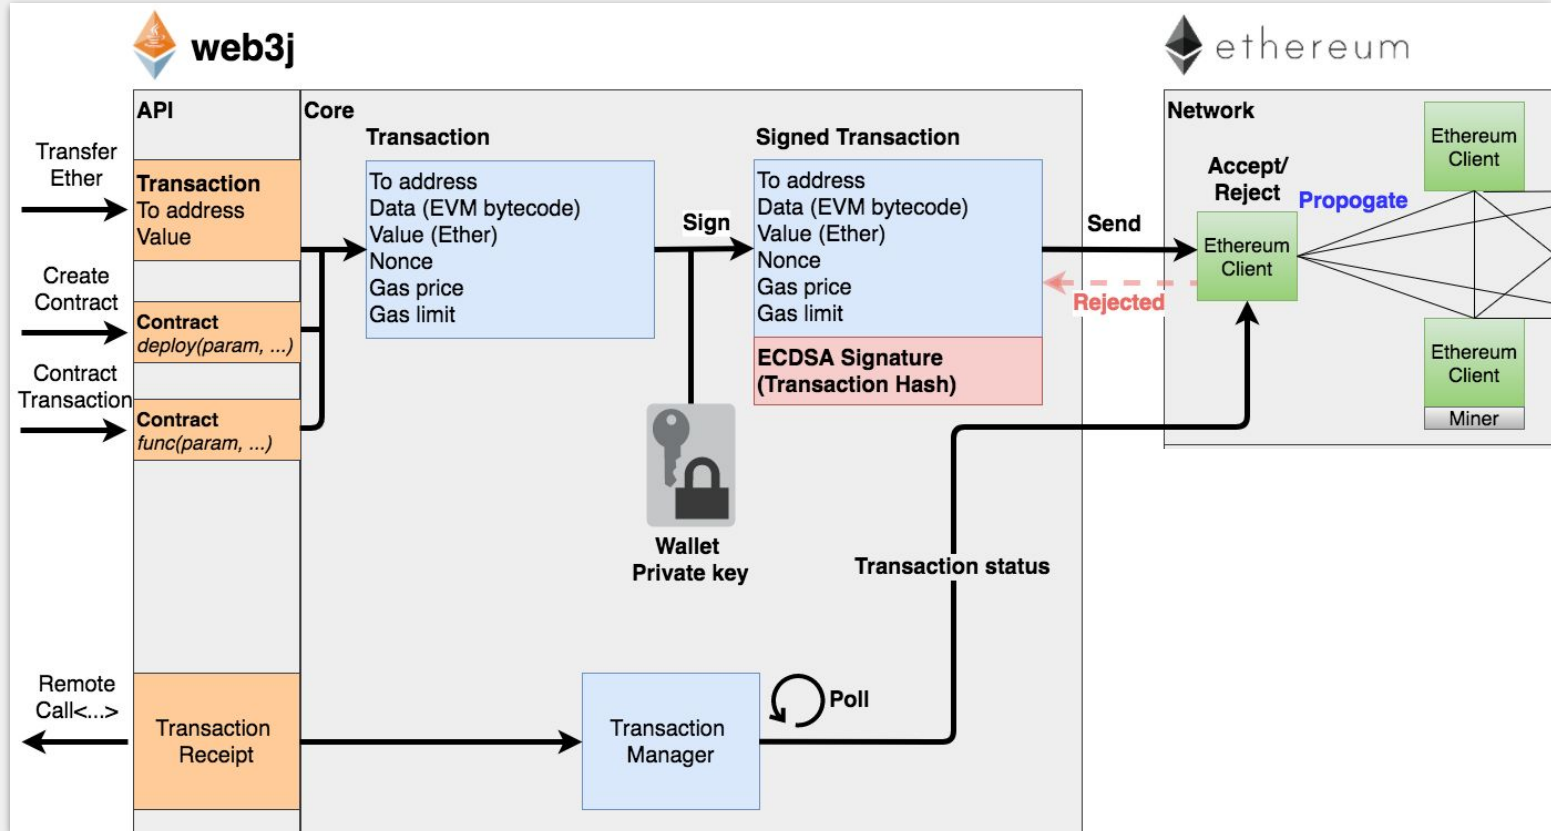 web3j
ethereum
API
Core
Network
Transfer
Ether
Transaction
To address
Value
Create
Contract
Contract
deploy(param, ...)
Contract
Transaction
Contract
func(param, ...)
Transaction
To address
Data (EVM bytecode)
Value (Ether)
Nonce
Gas price
Gas limit
Sign
Wallet
Private key
Signed Transaction
To address
Data (EVM bytecode)
Value (Ether)
Nonce
Gas price
Gas limit
ECDSA Signature
(Transaction Hash)
Send
Rejected
Accept/
Reject
Ethereum
Client
Propogate
Ethereum
Client
Ethereum
Client
Miner
Transaction status
Remote
Call<...>
Transaction
Receipt
Transaction
Manager
Poll